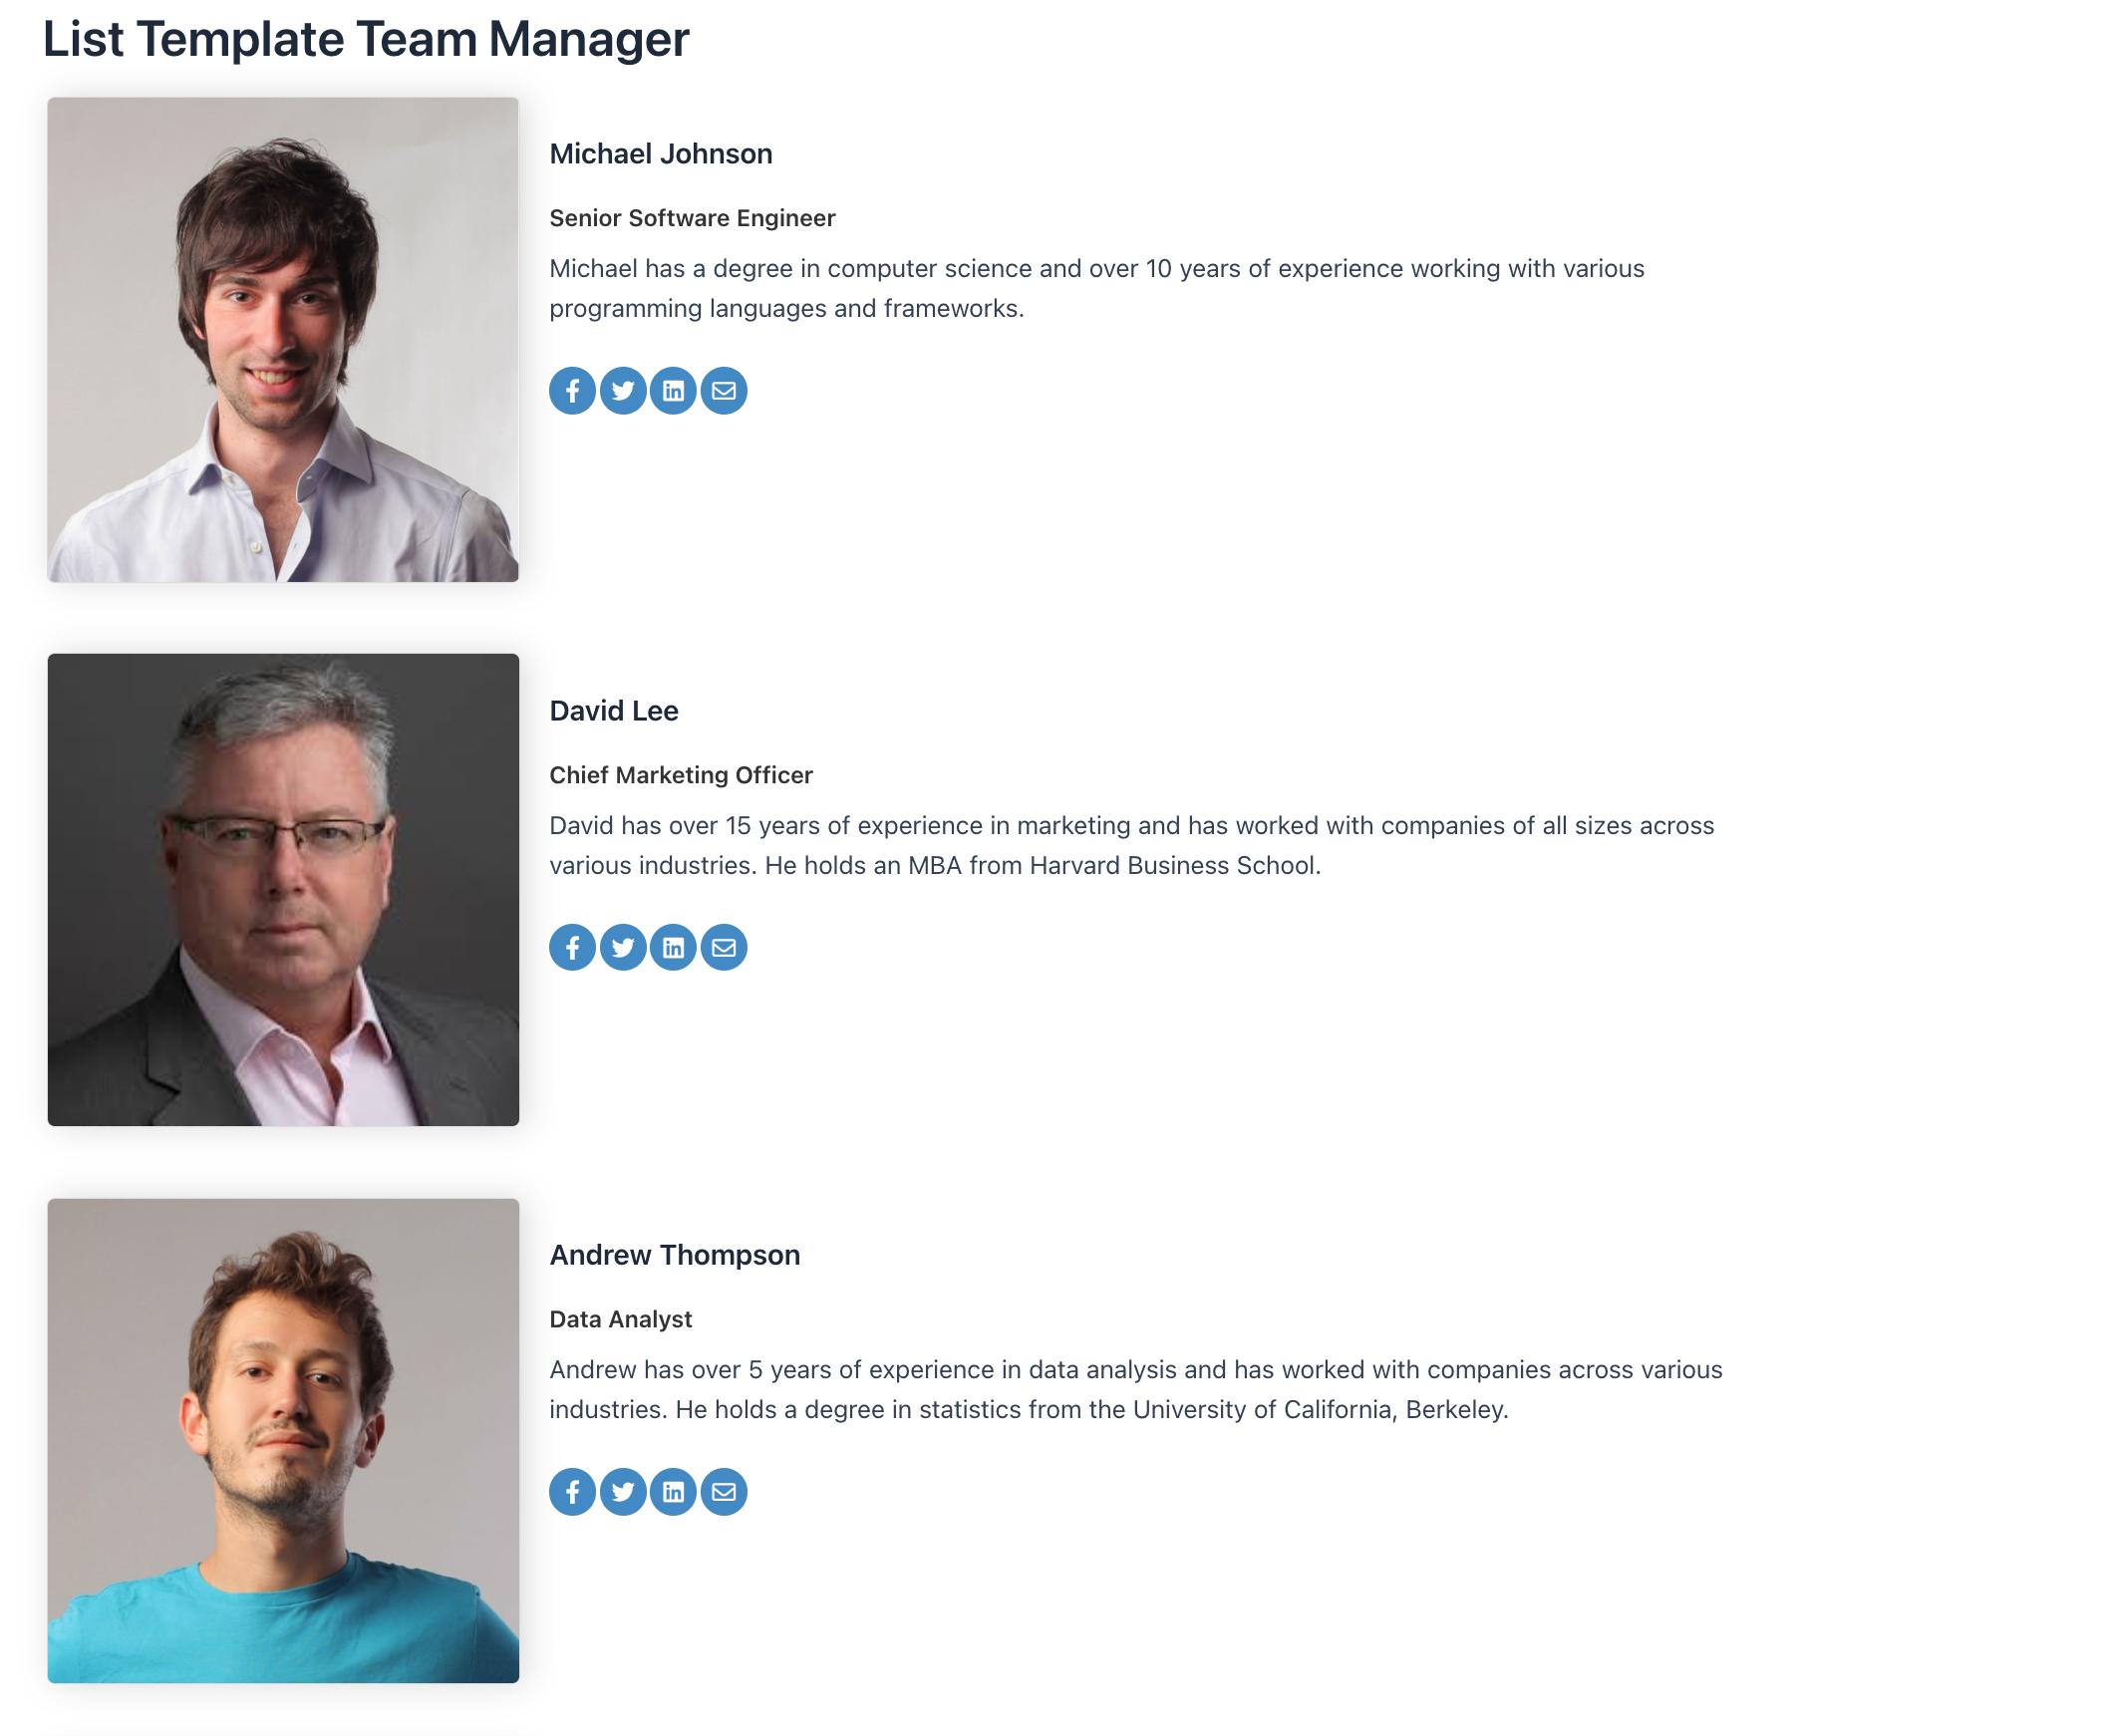 List Template Team Manager
Michael Johnson
Senior Software Engineer
Michael has a degree in computer science and over 10 years of experience working with various
programming languages and frameworks.
David Lee
Chief Marketing Officer
David has over 15 years of experience in marketing and has worked with companies of all sizes across
various industries. He holds an MBA from Harvard Business School.
Andrew Thompson
Data Analyst
Andrew has over 5 years of experience in data analysis and has worked with companies across various
industries. He holds a degree in statistics from the University of California, Berkeley.